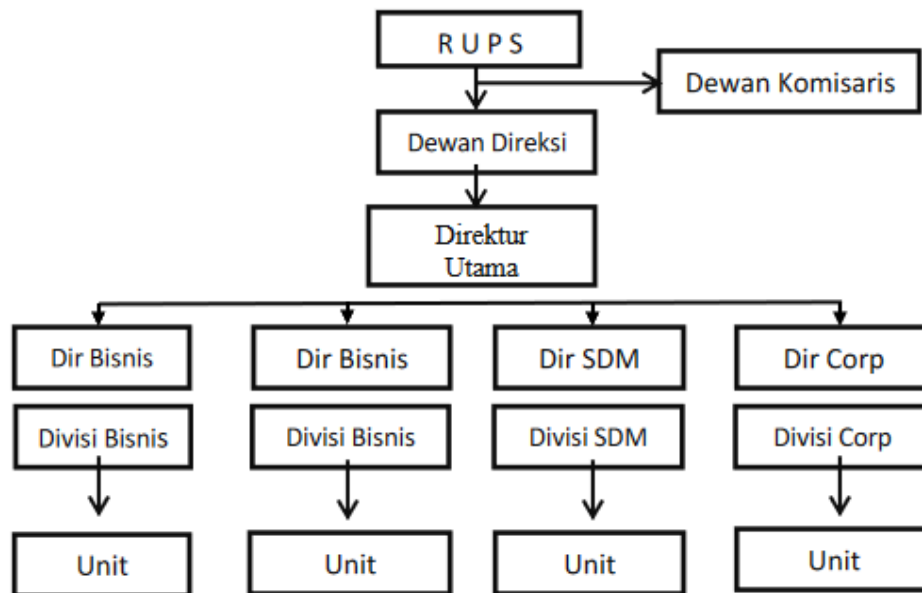 R U P S
Dewan Komisaris
Dewan Direksi
Direktur
Utama
Dir Bisnis
Dir Bisnis
Dir SDM
Dir Corp
Divisi Bisnis
Divisi Bisnis
Divisi SDM
Divisi Corp
Unit
Unit
Unit
Unit